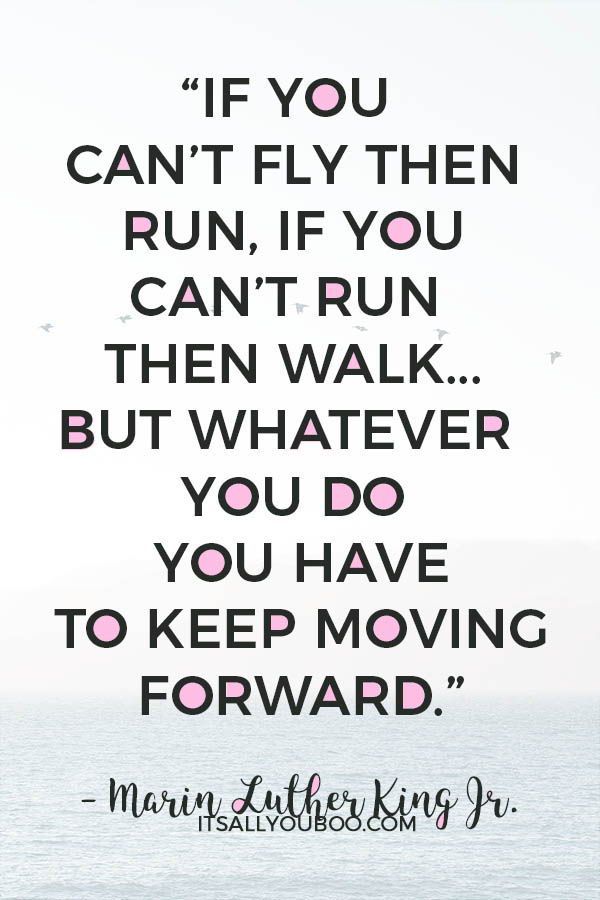 “IF YOU
CAN’T FLY THEN
RUN, IF YOU
CAN’T RUN
THEN WALK...
BUT WHATEVER
YOU DO
YOU HAVE
TO KEEP MOVING
FORWARD.”
- Marin Luther King Jr.
ITSALLYOUBOO.COM